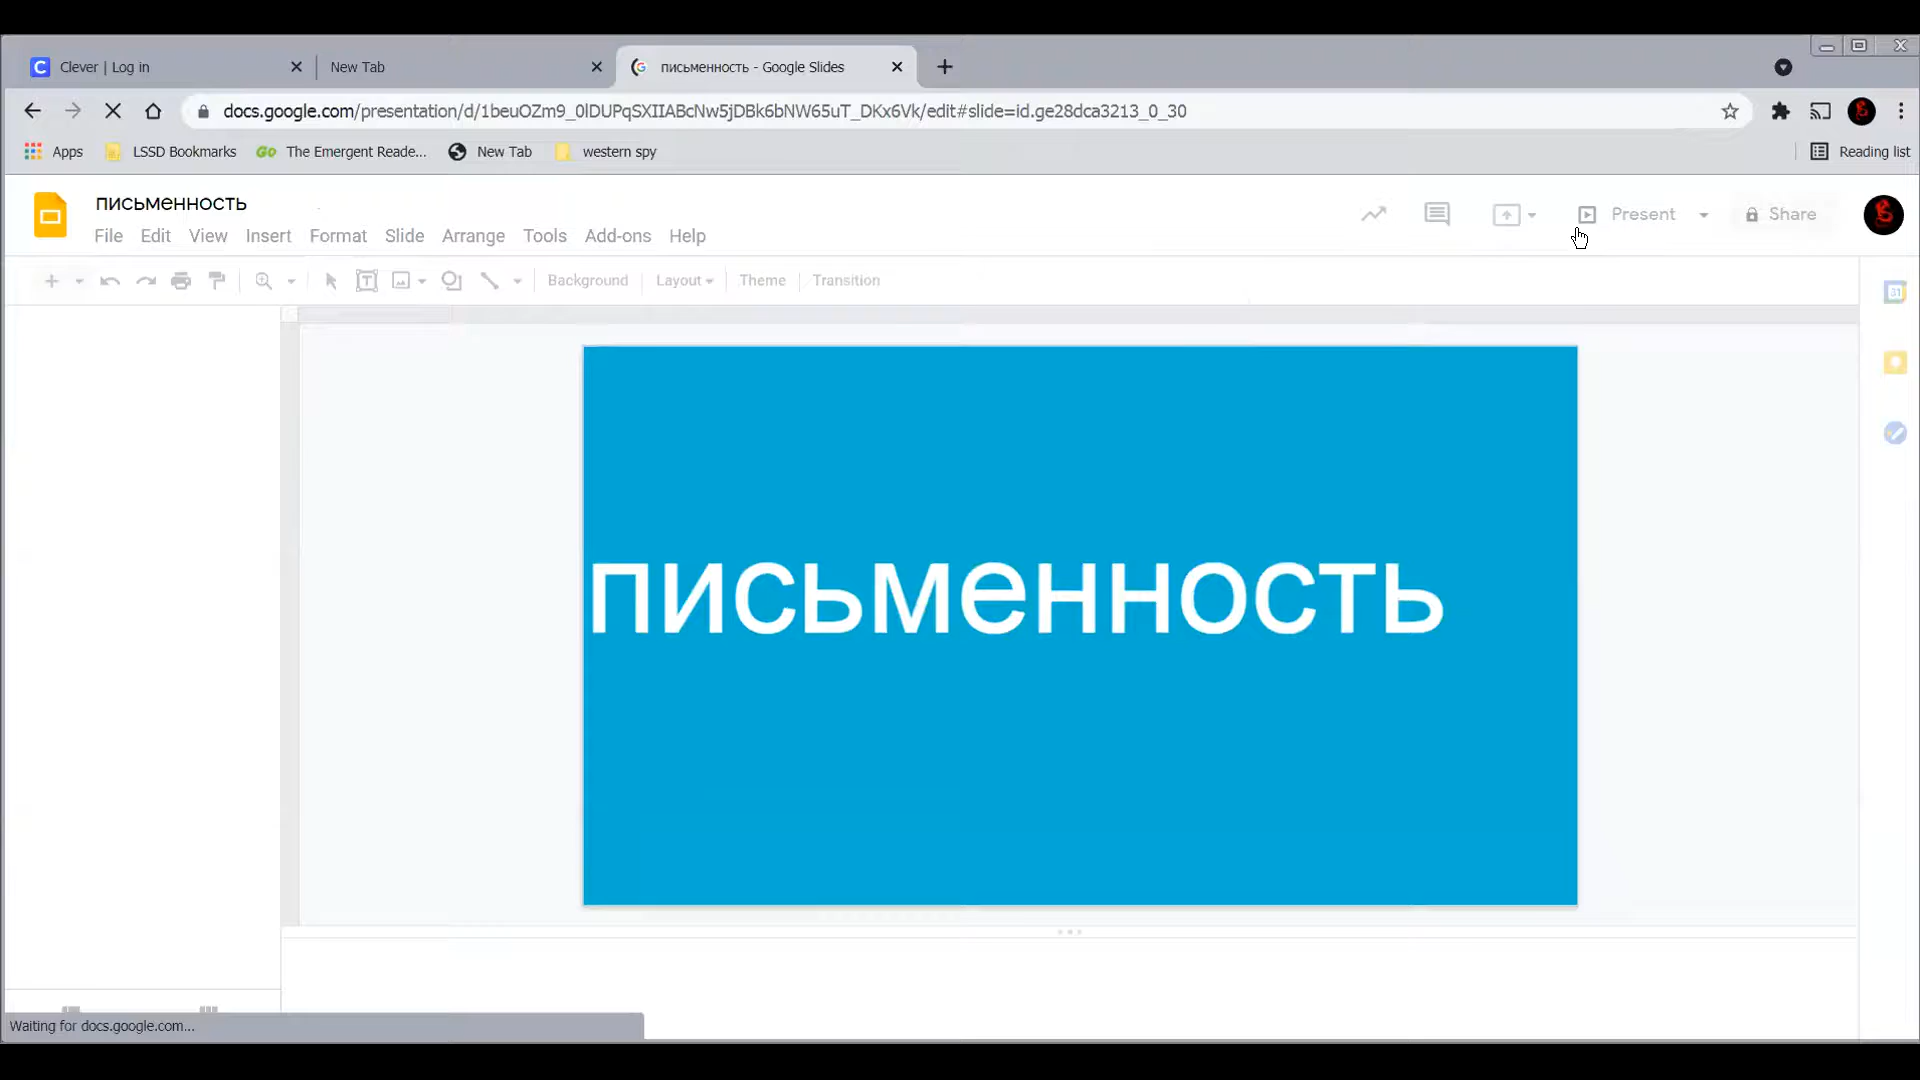 Clever | Log in
New Tab
письменность - Google Slides
docs.google.com/presentation/d/1beuOZm9_0lDUPqSXIIABcNw5jDBk6bNW65uT_DKx6Vk/edit#slide=id.ge28dca3213_0_30
Apps
LSSD Bookmarks
The Emergent Reade...
New Tab
western spy
Reading list
письменность
Present
Share
File Edit View Insert Format Slide Arrange Tools Add-ons Help
Background Layout Theme Transition
письменность
Waiting for docs.google.com...